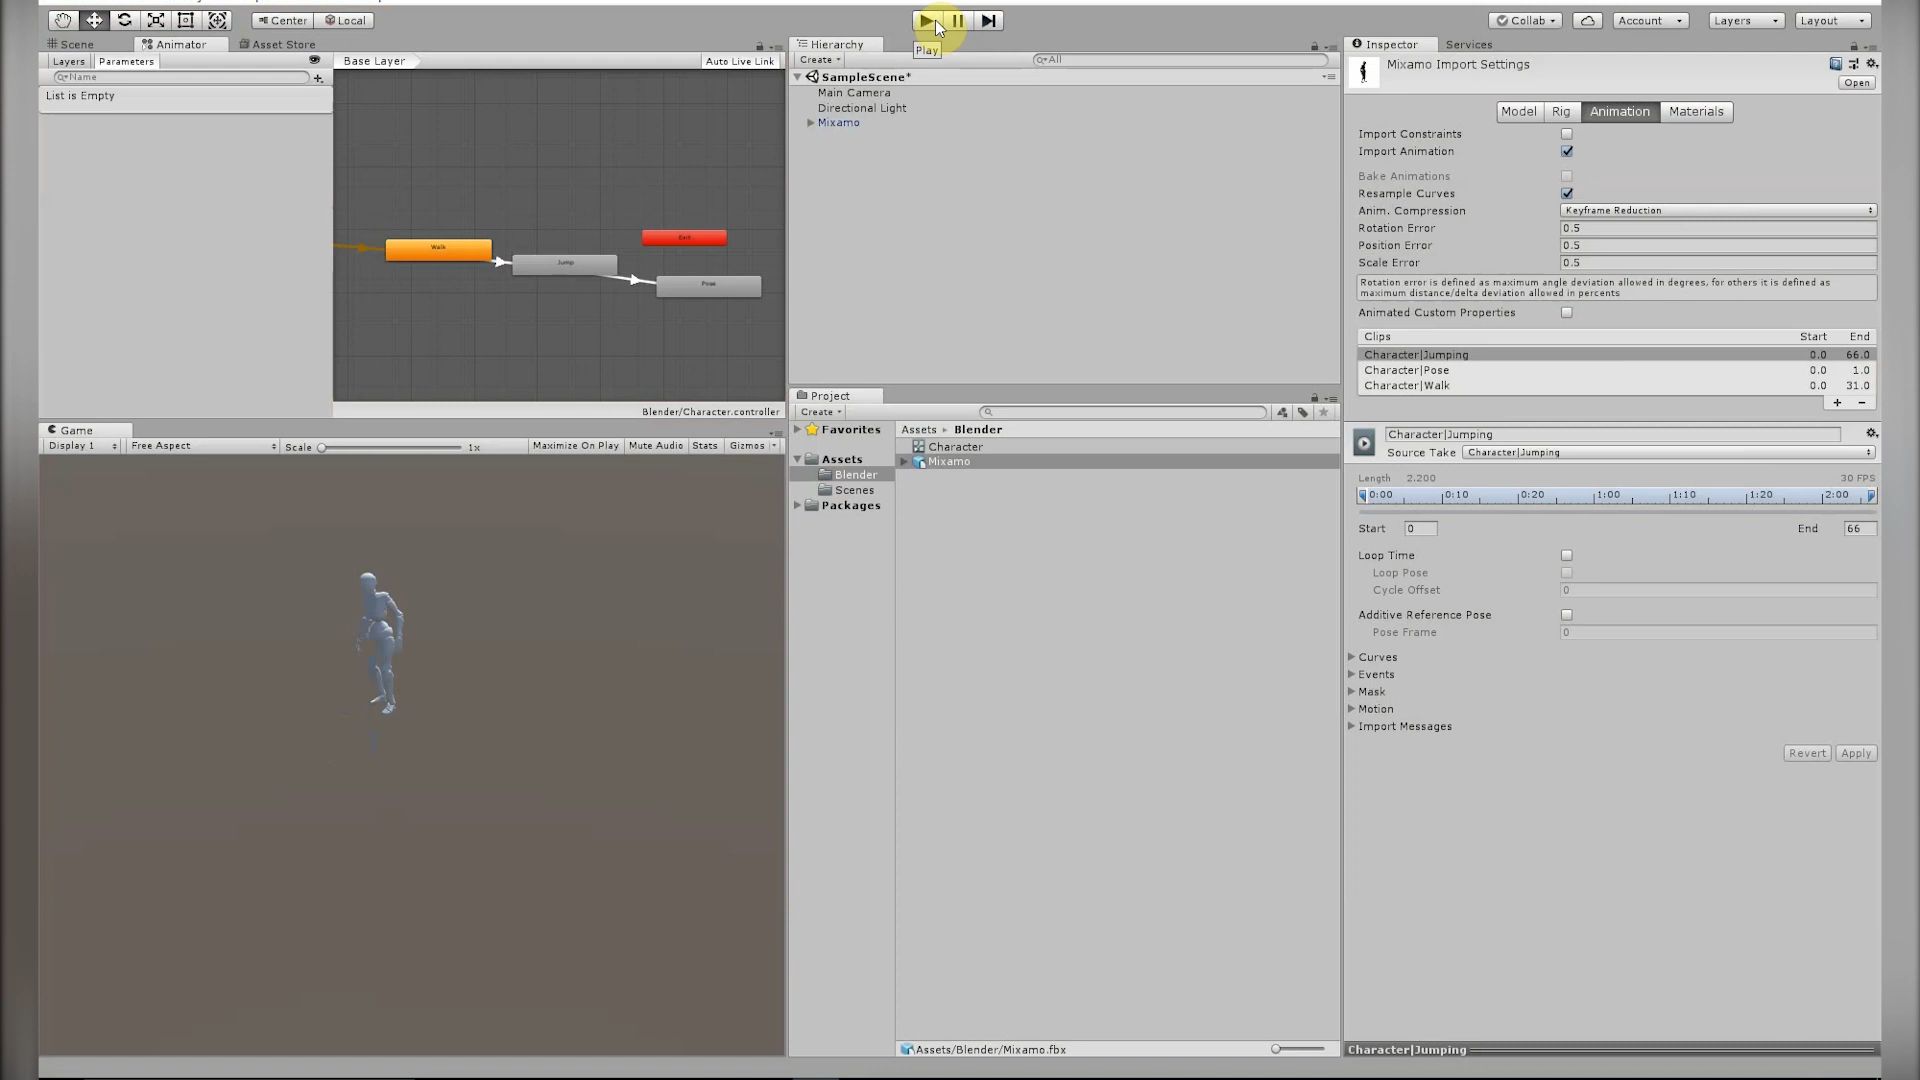 Center
Local
Collab
Account
Layers
Layout
Play
Scene
Animator
Asset Store
Layers
Parameters
Base Layer
Auto Live Link
Name
List is Empty
Walk
Jump
Exit
Pose
Blender/Character.controller
Game
Display 1
Free Aspect
Scale
1x
Maximize On Play
Mute Audio
Stats
Gizmos
Hierarchy
Create
All
SampleScene*
Main Camera
Directional Light
Mixamo
Project
Create
Favorites
Assets
Blender
Scenes
Packages
Assets
Blender
Character
Mixamo
Assets/Blender/Mixamo.fbx
Inspector
Services
Mixamo Import Settings
Open
Model
Rig
Animation
Materials
Import Constraints
Import Animation
Bake Animations
Resample Curves
Anim. Compression
Keyframe Reduction
Rotation Error
0.5
Position Error
0.5
Scale Error
0.5
Rotation error is defined as maximum angle deviation allowed in degrees, for others it is defined as
maximum distance/delta deviation allowed in percents
Animated Custom Properties
Clips Start End
Character|Jumping 0.0 66.0
Character|Pose 0.0 1.0
Character|Walk 0.0 31.0
Character|Jumping
Source Take
Character|Jumping
Length 2.200 30 FPS
0:00 0:10 0:20 1:00 1:10 1:20 2:00
Start 0 End 66
Loop Time
Loop Pose
Cycle Offset 0
Additive Reference Pose
Pose Frame 0
Curves
Events
Mask
Motion
Import Messages
Revert
Apply
Character|Jumping